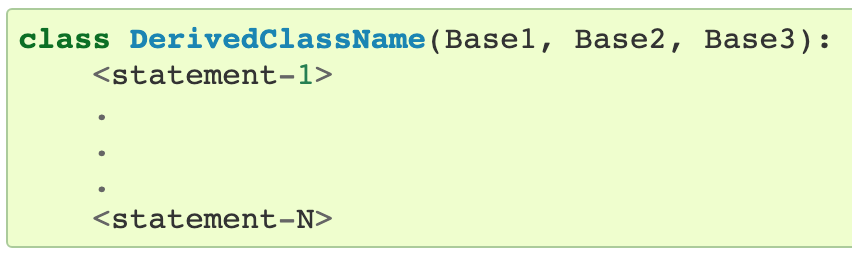 class DerivedClassName(Base1, Base2, Base3):
    <statement-1>
    .
    .
    .
    <statement-N>